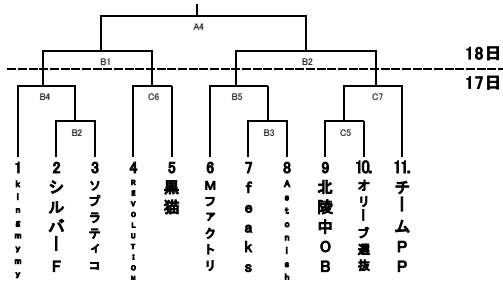 A4
18日
B1
B2
17日
B4
C6
B5
C7
B2
B3
C5
1 kingmymy
2 シルバーF
3 ソプラティコ
4 REVOLUTION
5 黒猫
6 Mファクトリ
7 feaks
8 Astonish
9 北陵中OB
10. オリーブ選抜
11. チームPP